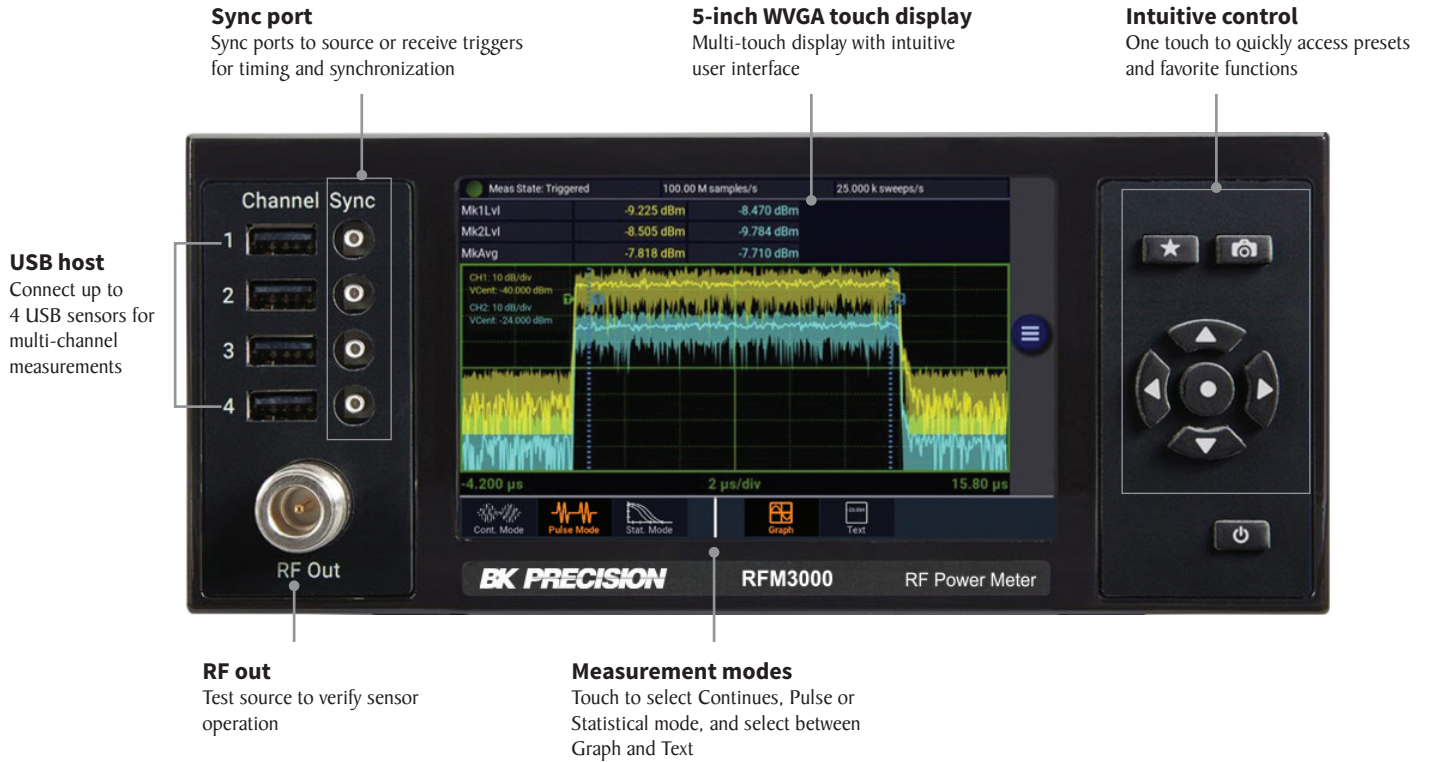 Sync port
Sync ports to source or receive triggers
for timing and synchronization
5-inch WVGA touch display
Multi-touch display with intuitive
user interface
Intuitive control
One touch to quickly access presets
and favorite functions
USB host
Connect up to
4 USB sensors for
multi-channel
measurements
Channel Sync
1
2
3
4
RF Out
Meas State: Triggered 100.00 M samples/s 25.000 k sweeps/s
Mk1Lvl -9.225 dBm -8.470 dBm
Mk2Lvl -8.505 dBm -9.784 dBm
MkAvg -7.818 dBm -7.710 dBm
CH1: 10 dB/div
VCent: -40.000 dBm
CH2: 10 dB/div
VCent: -24.000 dBm
-4.200 µs 2 µs/div 15.80 µs
Cont. Mode Pulse Mode Stat. Mode Graph Text
BK PRECISION RFM3000 RF Power Meter
RF out
Test source to verify sensor
operation
Measurement modes
Touch to select Continues, Pulse or
Statistical mode, and select between
Graph and Text